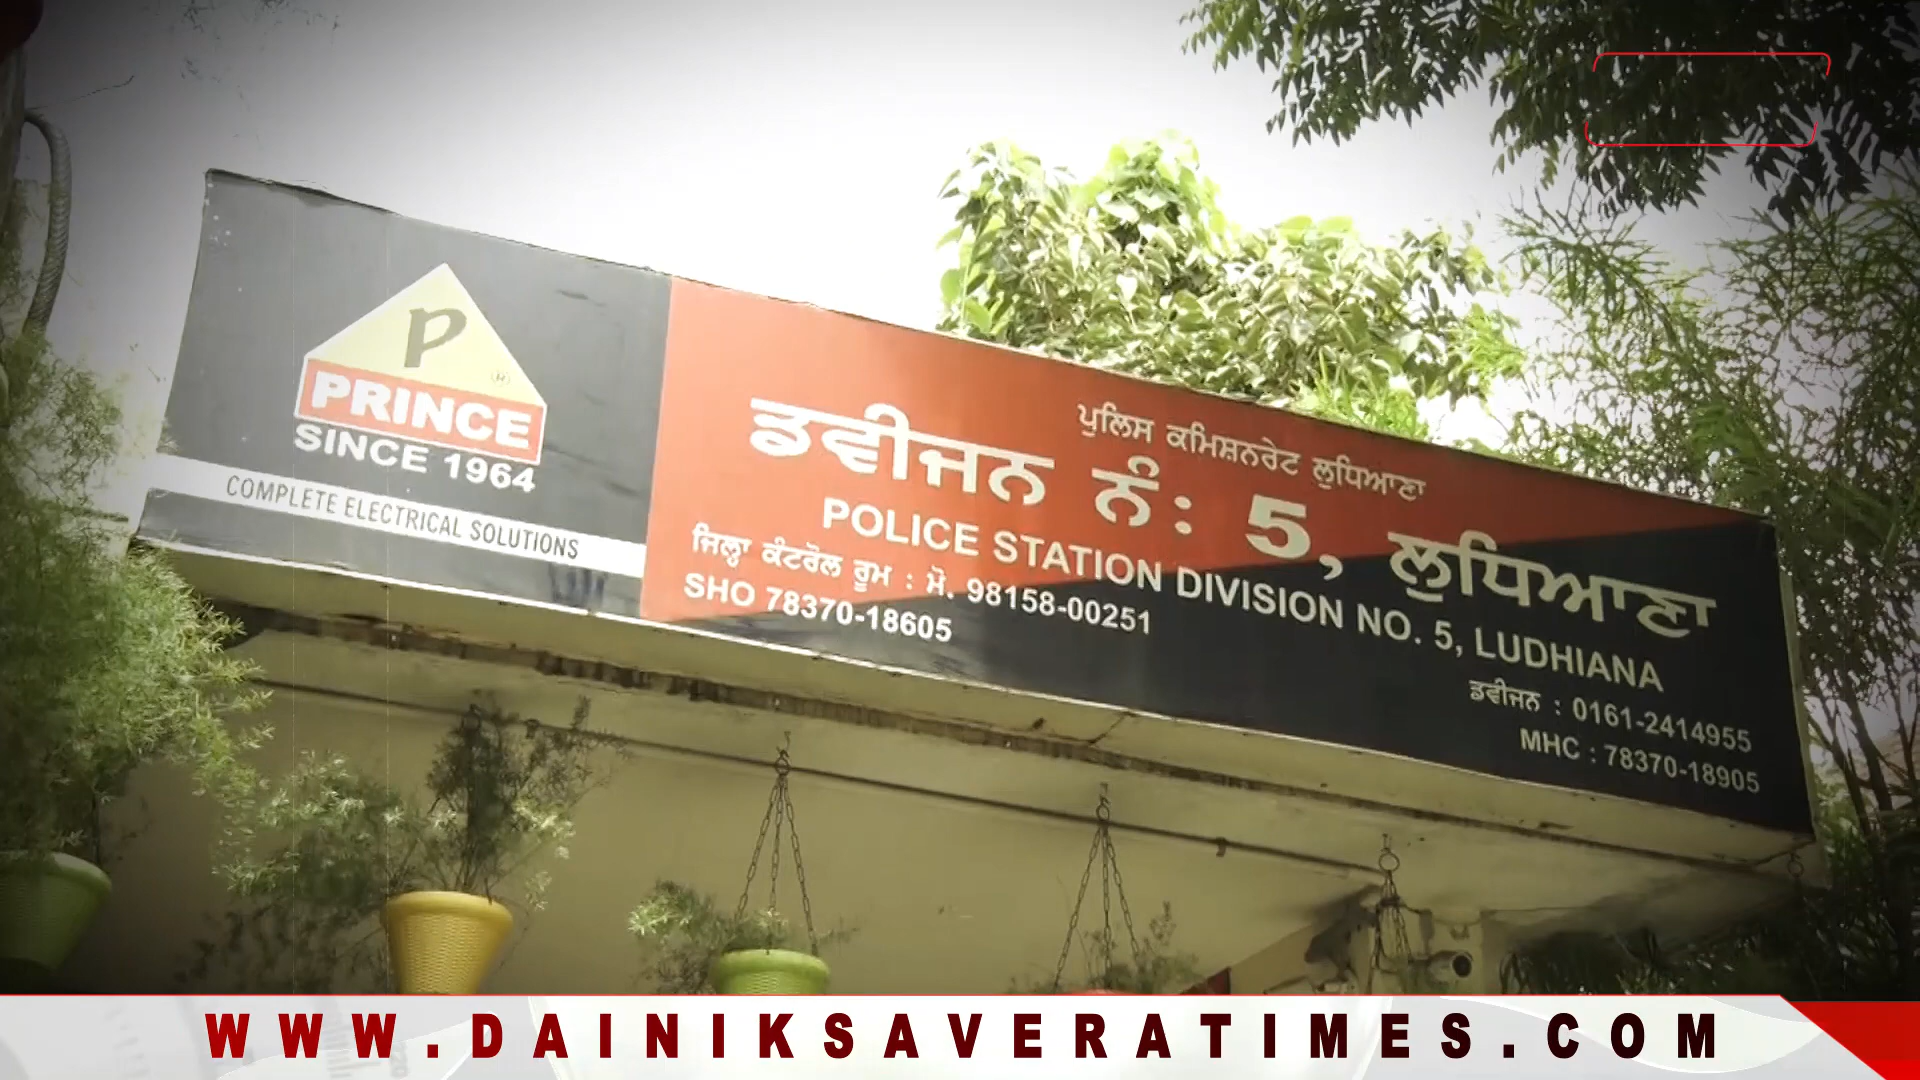 P
PRINCE
SINCE 1964
COMPLETE ELECTRICAL SOLUTIONS
ਪੁਲਿਸ ਕਮਿਸ਼ਨਰੇਟ ਲੁਧਿਆਣਾ
ਡਵੀਜਨ ਨੰ: 5, ਲੁਧਿਆਣਾ
POLICE STATION DIVISION NO. 5, LUDHIANA
ਜਿਲ੍ਹਾ ਕੰਟਰੋਲ ਰੂਮ : ਮੋ. 98158-00251
SHO 78370-18605
ਡਵੀਜਨ : 0161-2414955
MHC : 78370-18905
WWW.DAINIKSAVERATIMES.COM